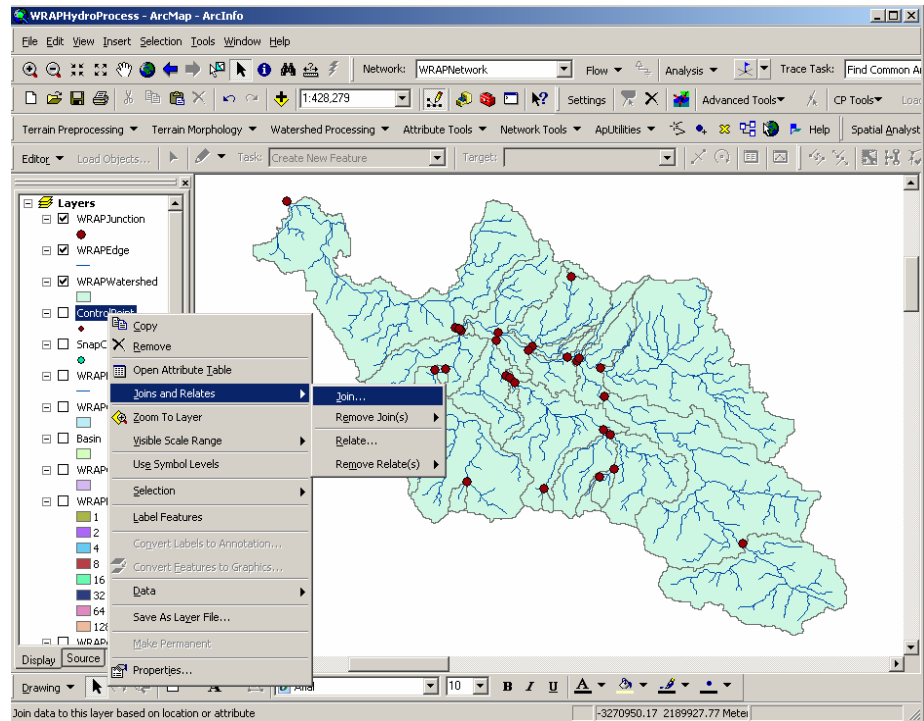 WRAPHydroProcess - ArcMap - ArcInfo
File Edit View Insert Selection Tools Window Help
Network: WRAPNetwork Flow Analysis Trace Task: Find Common
1:428,279 Settings Advanced Tools CP Tools
Terrain Preprocessing Terrain Morphology Watershed Processing Attribute Tools Network Tools ApUtilities Help Spatial Analyst
Editor Load Objects... Task: Create New Feature Target:
Layers
WRAPJunction
WRAPEdge
WRAPWatershed
ControlPoint
Copy
Remove
Open Attribute Table
Joins and Relates
Join...
Zoom To Layer
Remove Join(s)
Visible Scale Range
Relate...
Basin
Use Symbol Levels
Remove Relate(s)
Selection
1
Label Features
2
4
Convert Labels to Annotation...
8
Convert Features to Graphics...
16
Data
32
64
Save As Layer File...
128
Make Permanent
Display Source
Properties...
Drawing A Arial 10 B I U A
Join data to this layer based on location or attribute
-3270950.17 2189927.77 Meter